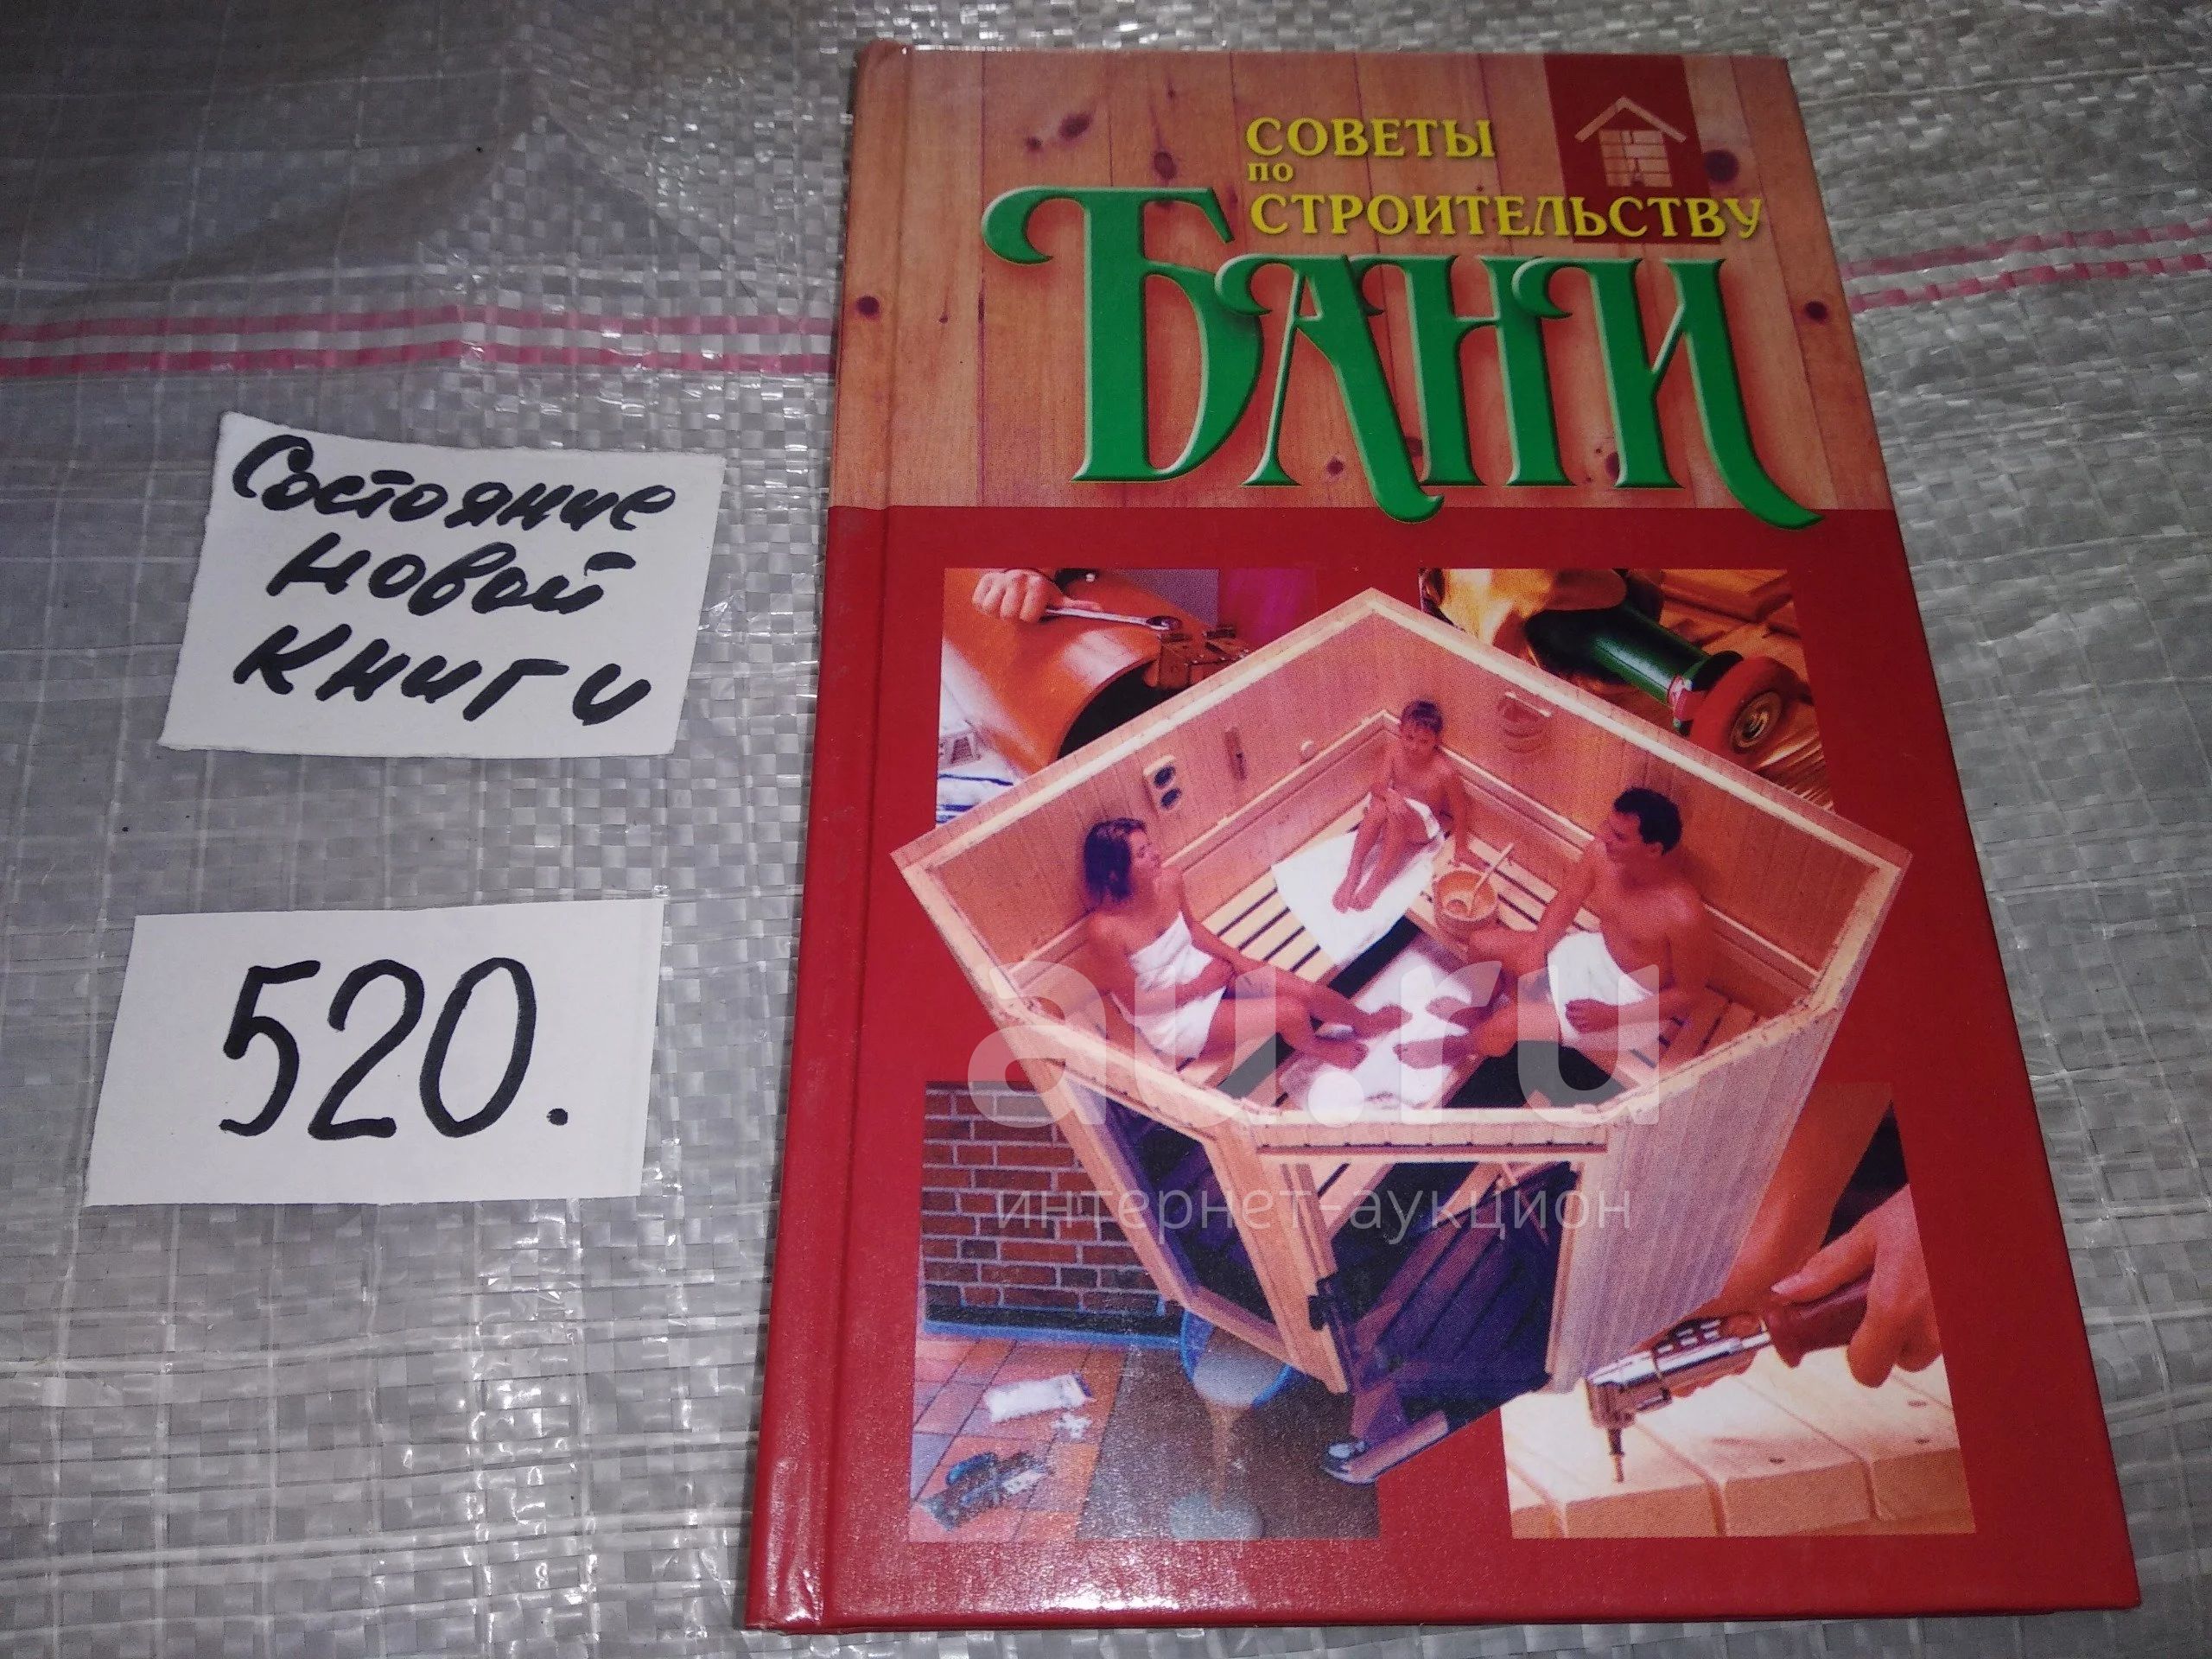 СОВЕТЫ
ПО
СТРОИТЕЛЬСТВУ
БАНИ
Состояние
новой
книги
520.
au.ru
интернет-аукцион